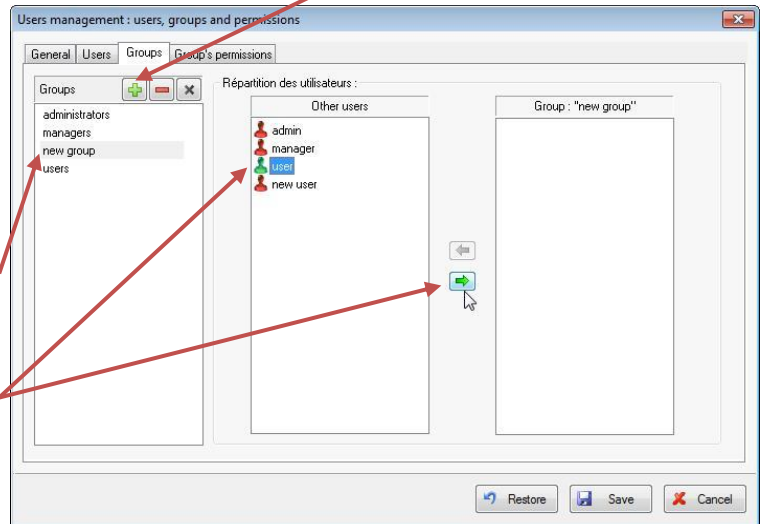 Users management : users, groups and permissions
General Users Groups Group's permissions
Groups
administrators
managers
new group
users
Répartition des utilisateurs :
Other users
admin
manager
user
new user
Group : "new group"
Restore Save Cancel